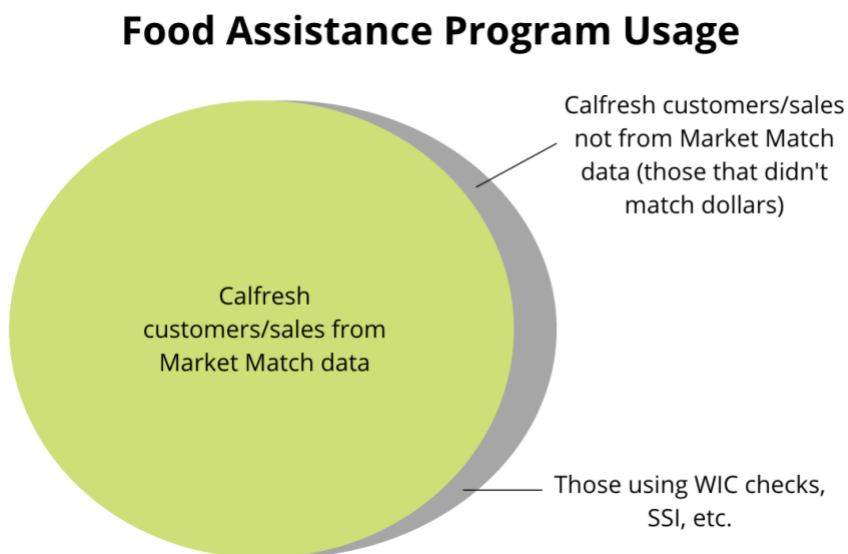 Food Assistance Program Usage
Calfresh customers/sales
not from Market Match
data (those that didn't
match dollars)
Calfresh
customers/sales from
Market Match data
Those using WIC checks,
SSI, etc.